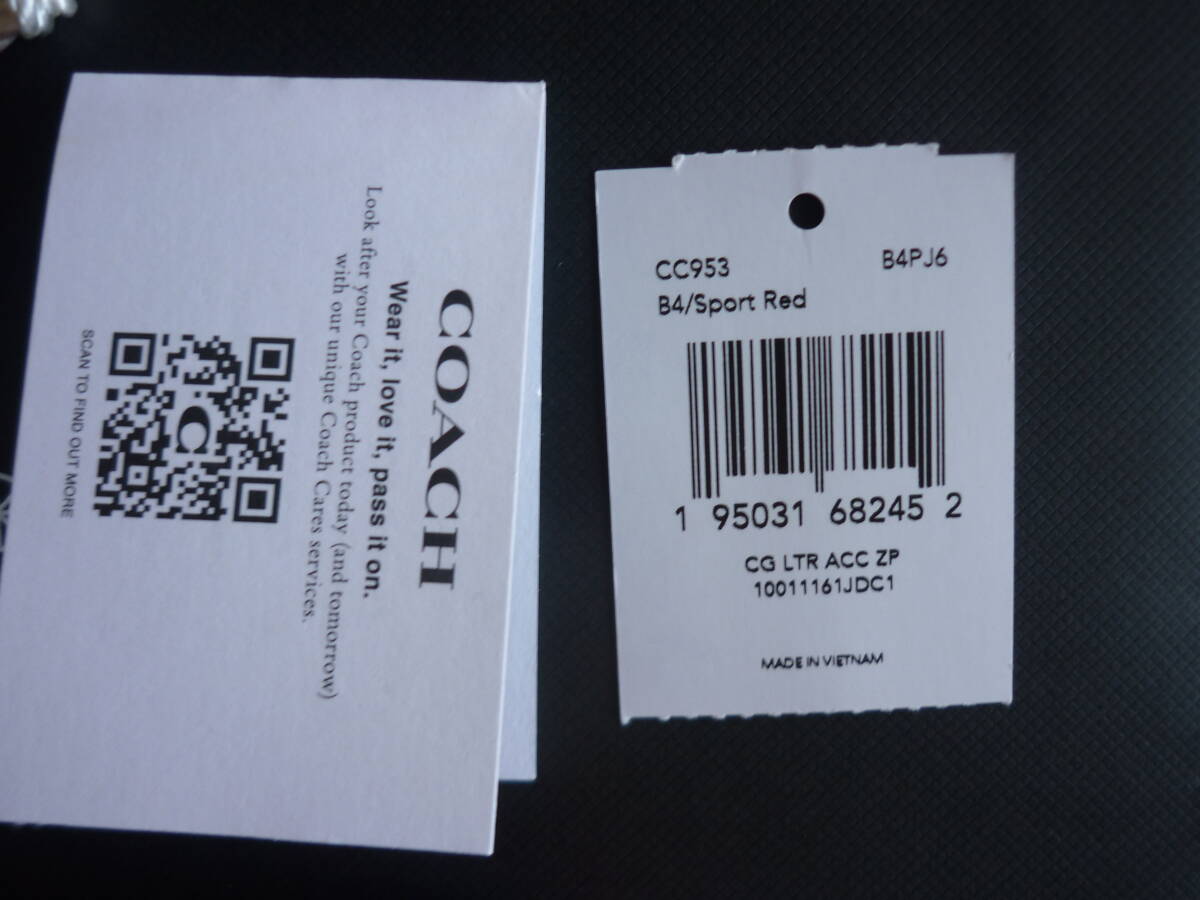 COACH
Wear it, love it, pass it on.
Look after your Coach product today (and tomorrow)
with our unique Coach Cares services.
C
SCAN TO FIND OUT MORE
CC953 B4PJ6
B4/Sport Red
1 95031 68245 2
CG LTR ACC ZP
10011161JDC1
MADE IN VIETNAM